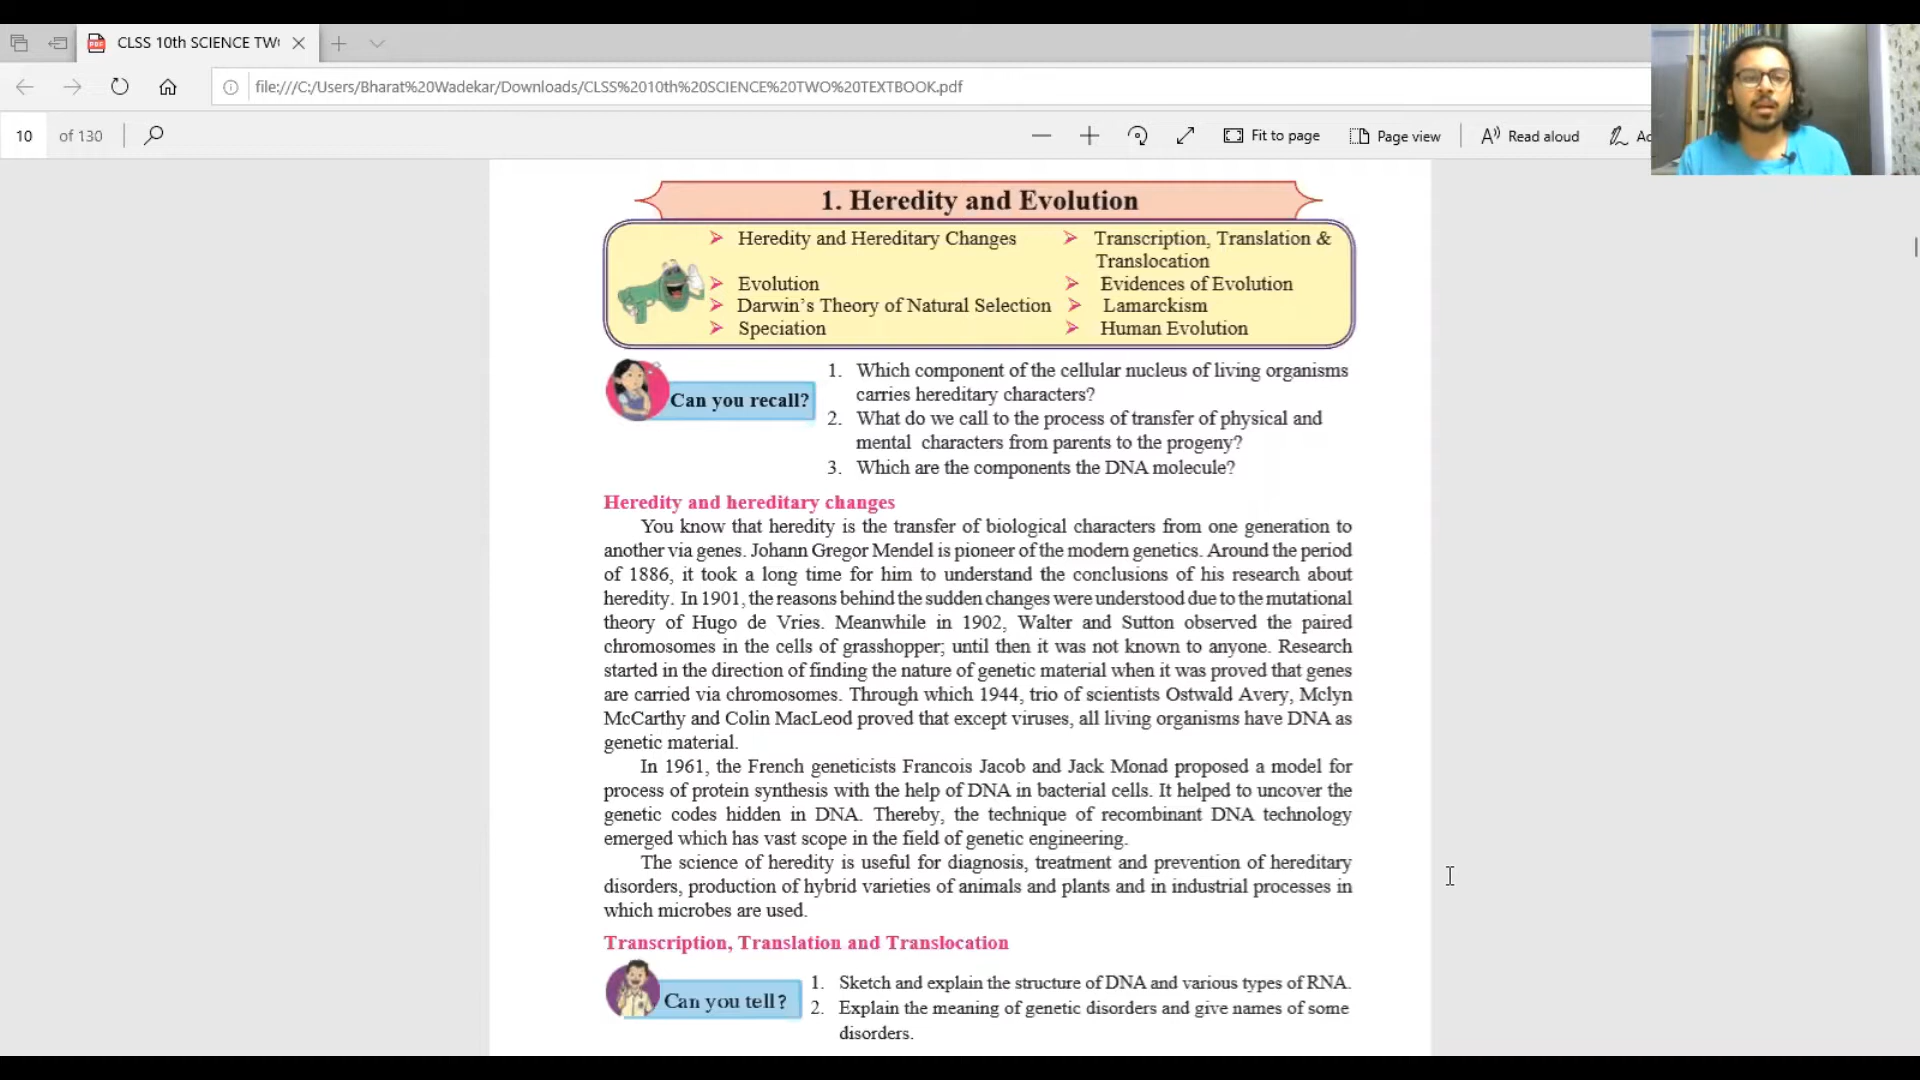 CLSS 10th SCIENCE TW
file:///C:/Users/Bharat%20Wadekar/Downloads/CLSS%2010th%20SCIENCE%20TWO%20TEXTBOOK.pdf
10 of 130
Fit to page
Page view
Read aloud
1. Heredity and Evolution
➢ Heredity and Hereditary Changes ➢ Transcription, Translation &
Translocation
➢ Evolution ➢ Evidences of Evolution
➢ Darwin's Theory of Natural Selection ➢ Lamarckism
➢ Speciation ➢ Human Evolution
Can you recall?
1. Which component of the cellular nucleus of living organisms
carries hereditary characters?
2. What do we call to the process of transfer of physical and
mental characters from parents to the progeny?
3. Which are the components the DNA molecule?
Heredity and hereditary changes
You know that heredity is the transfer of biological characters from one generation to
another via genes. Johann Gregor Mendel is pioneer of the modern genetics. Around the period
of 1886, it took a long time for him to understand the conclusions of his research about
heredity. In 1901, the reasons behind the sudden changes were understood due to the mutational
theory of Hugo de Vries. Meanwhile in 1902, Walter and Sutton observed the paired
chromosomes in the cells of grasshopper; until then it was not known to anyone. Research
started in the direction of finding the nature of genetic material when it was proved that genes
are carried via chromosomes. Through which 1944, trio of scientists Ostwald Avery, Mclyn
McCarthy and Colin MacLeod proved that except viruses, all living organisms have DNA as
genetic material.
In 1961, the French geneticists Francois Jacob and Jack Monad proposed a model for
process of protein synthesis with the help of DNA in bacterial cells. It helped to uncover the
genetic codes hidden in DNA. Thereby, the technique of recombinant DNA technology
emerged which has vast scope in the field of genetic engineering.
The science of heredity is useful for diagnosis, treatment and prevention of hereditary
disorders, production of hybrid varieties of animals and plants and in industrial processes in
which microbes are used.
Transcription, Translation and Translocation
Can you tell?
1. Sketch and explain the structure of DNA and various types of RNA.
2. Explain the meaning of genetic disorders and give names of some
disorders.